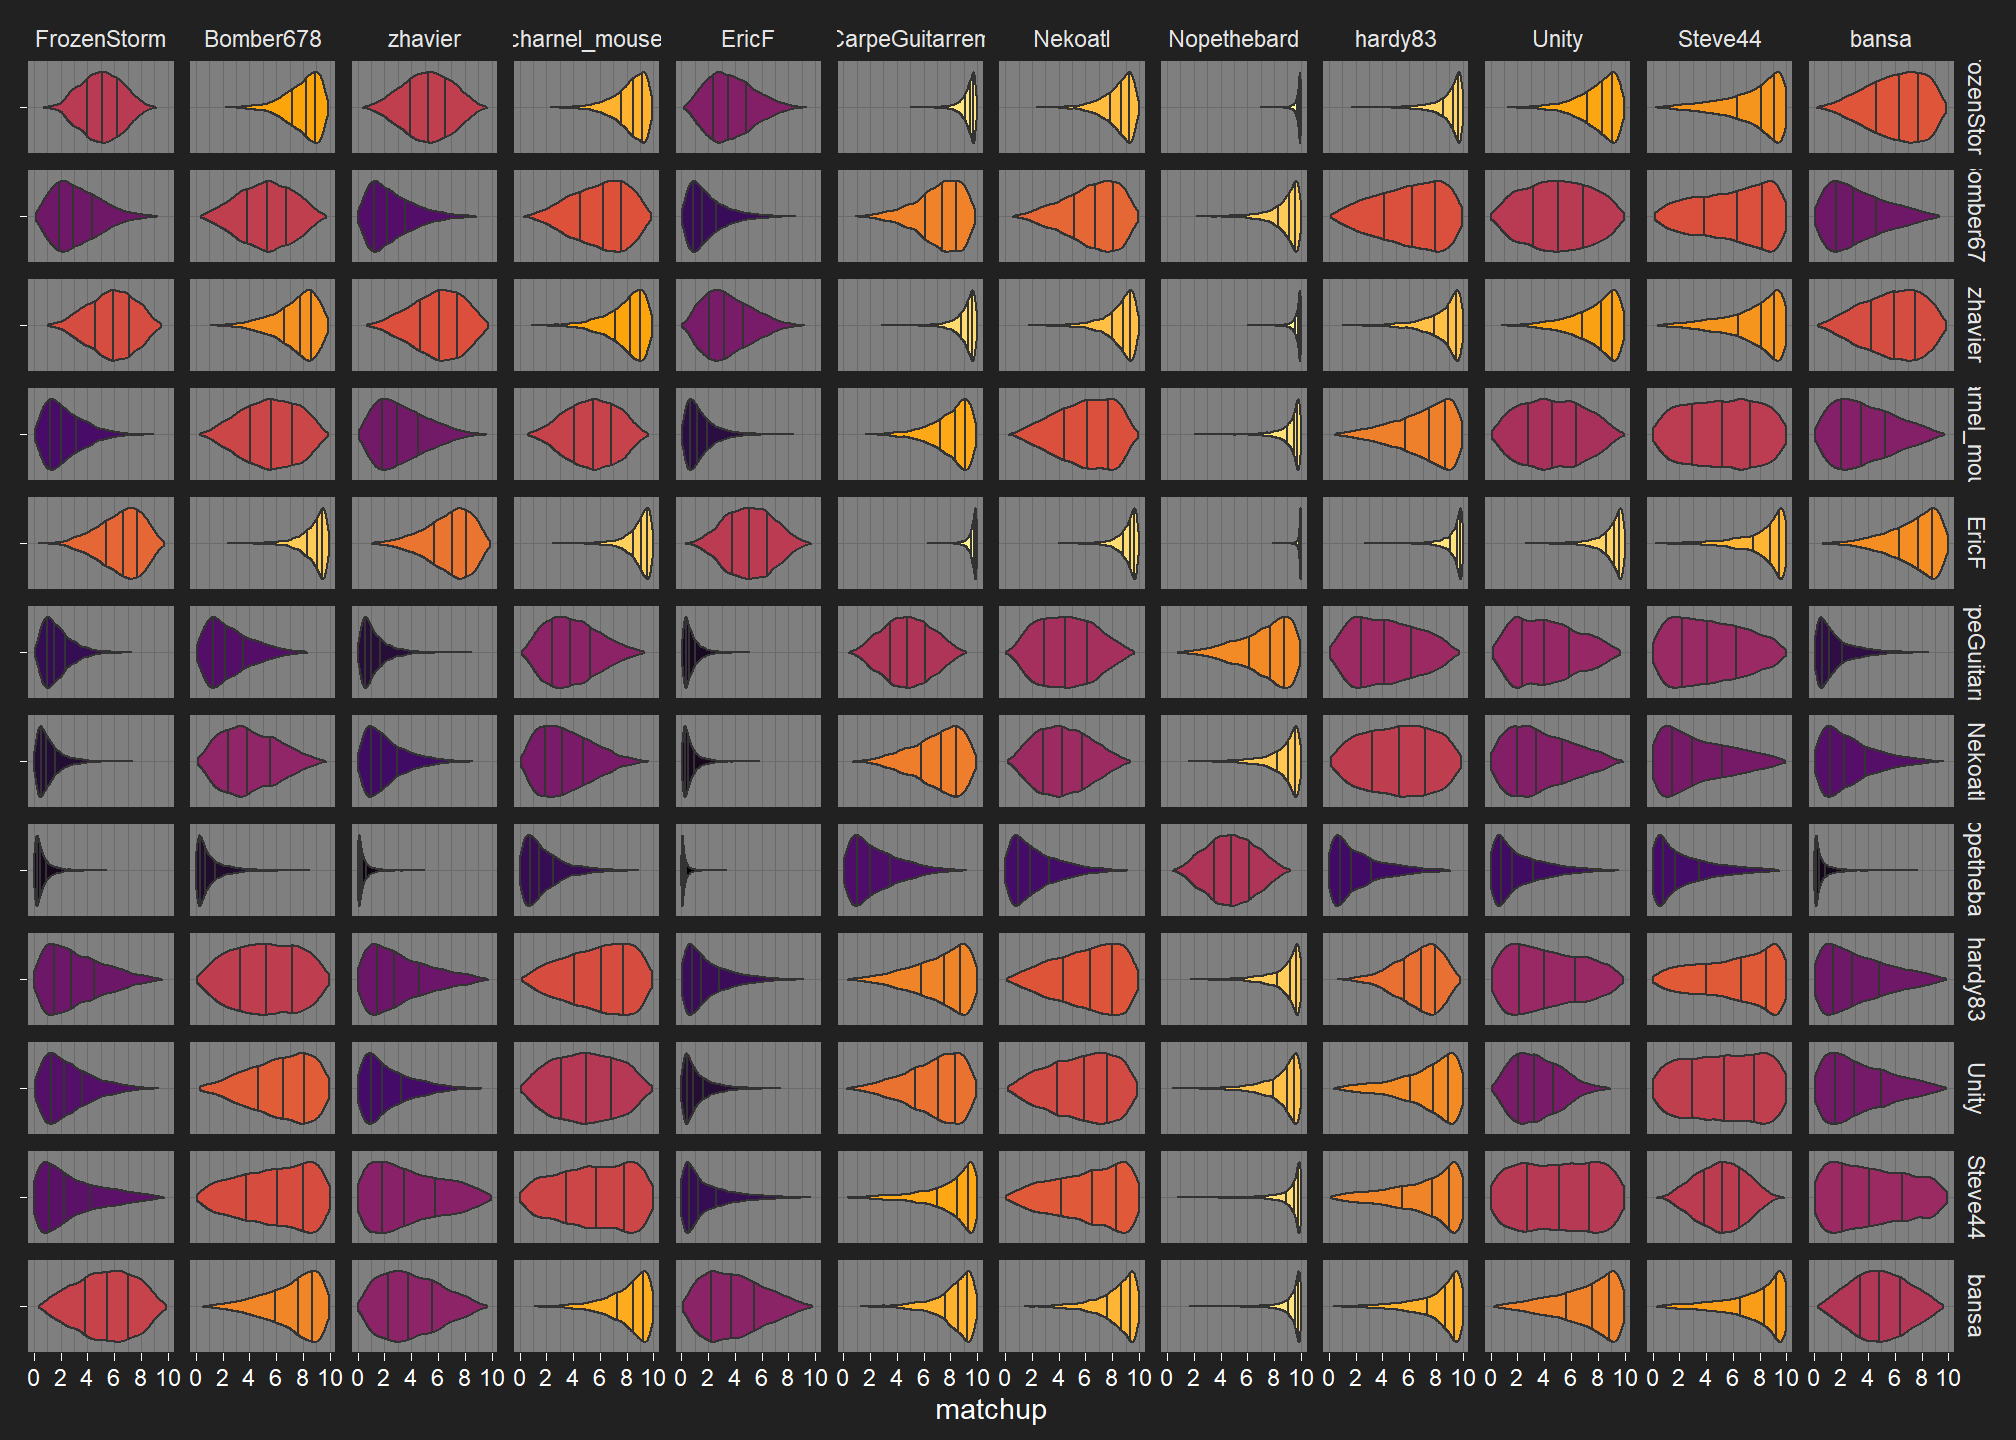 FrozenStorm Bomber678 zhavier charnel_mouse EricF CarpeGuitarrem Nekoatl Nopethebard hardy83 Unity Steve44 bansa
ozenStor
omber67
zhavier
rnel_mou
EricF
peGuitarr
Nekoatl
opetheba
hardy83
Unity
Steve44
bansa
0 2 4 6 8 10 0 2 4 6 8 10 0 2 4 6 8 10 0 2 4 6 8 10 0 2 4 6 8 10 0 2 4 6 8 10 0 2 4 6 8 10 0 2 4 6 8 10 0 2 4 6 8 10 0 2 4 6 8 10 0 2 4 6 8 10 0 2 4 6 8 10
matchup